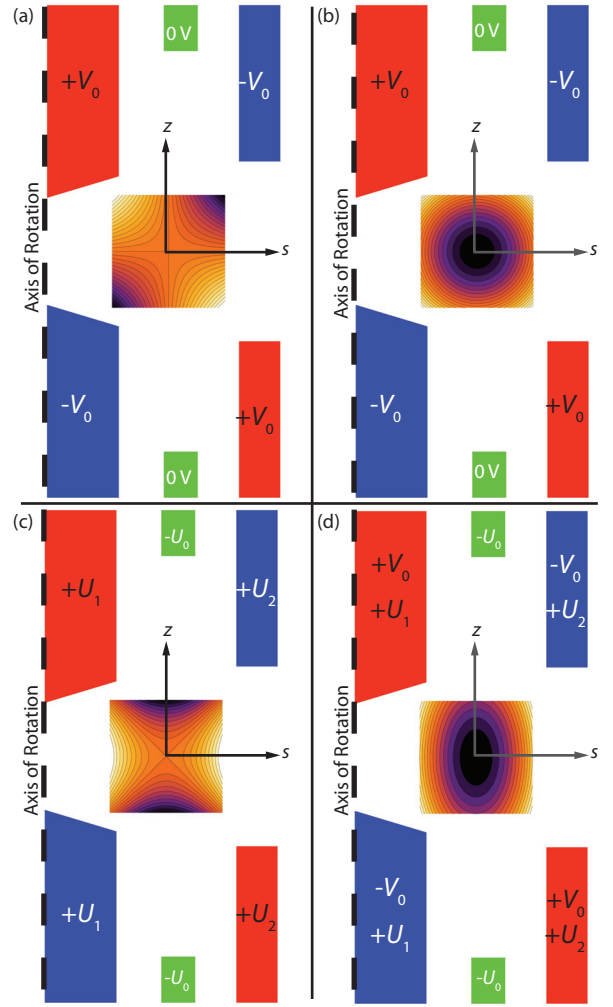 (a)
+V0
0 V
-V0
z
s
Axis of Rotation
-V0
0 V
+V0
(b)
+V0
0 V
-V0
z
s
Axis of Rotation
-V0
0 V
+V0
(c)
+U1
-U0
+U2
z
s
Axis of Rotation
+U1
-U0
+U2
(d)
+V0
+U1
-U0
-V0
+U2
z
s
Axis of Rotation
-V0
+U1
-U0
+V0
+U2